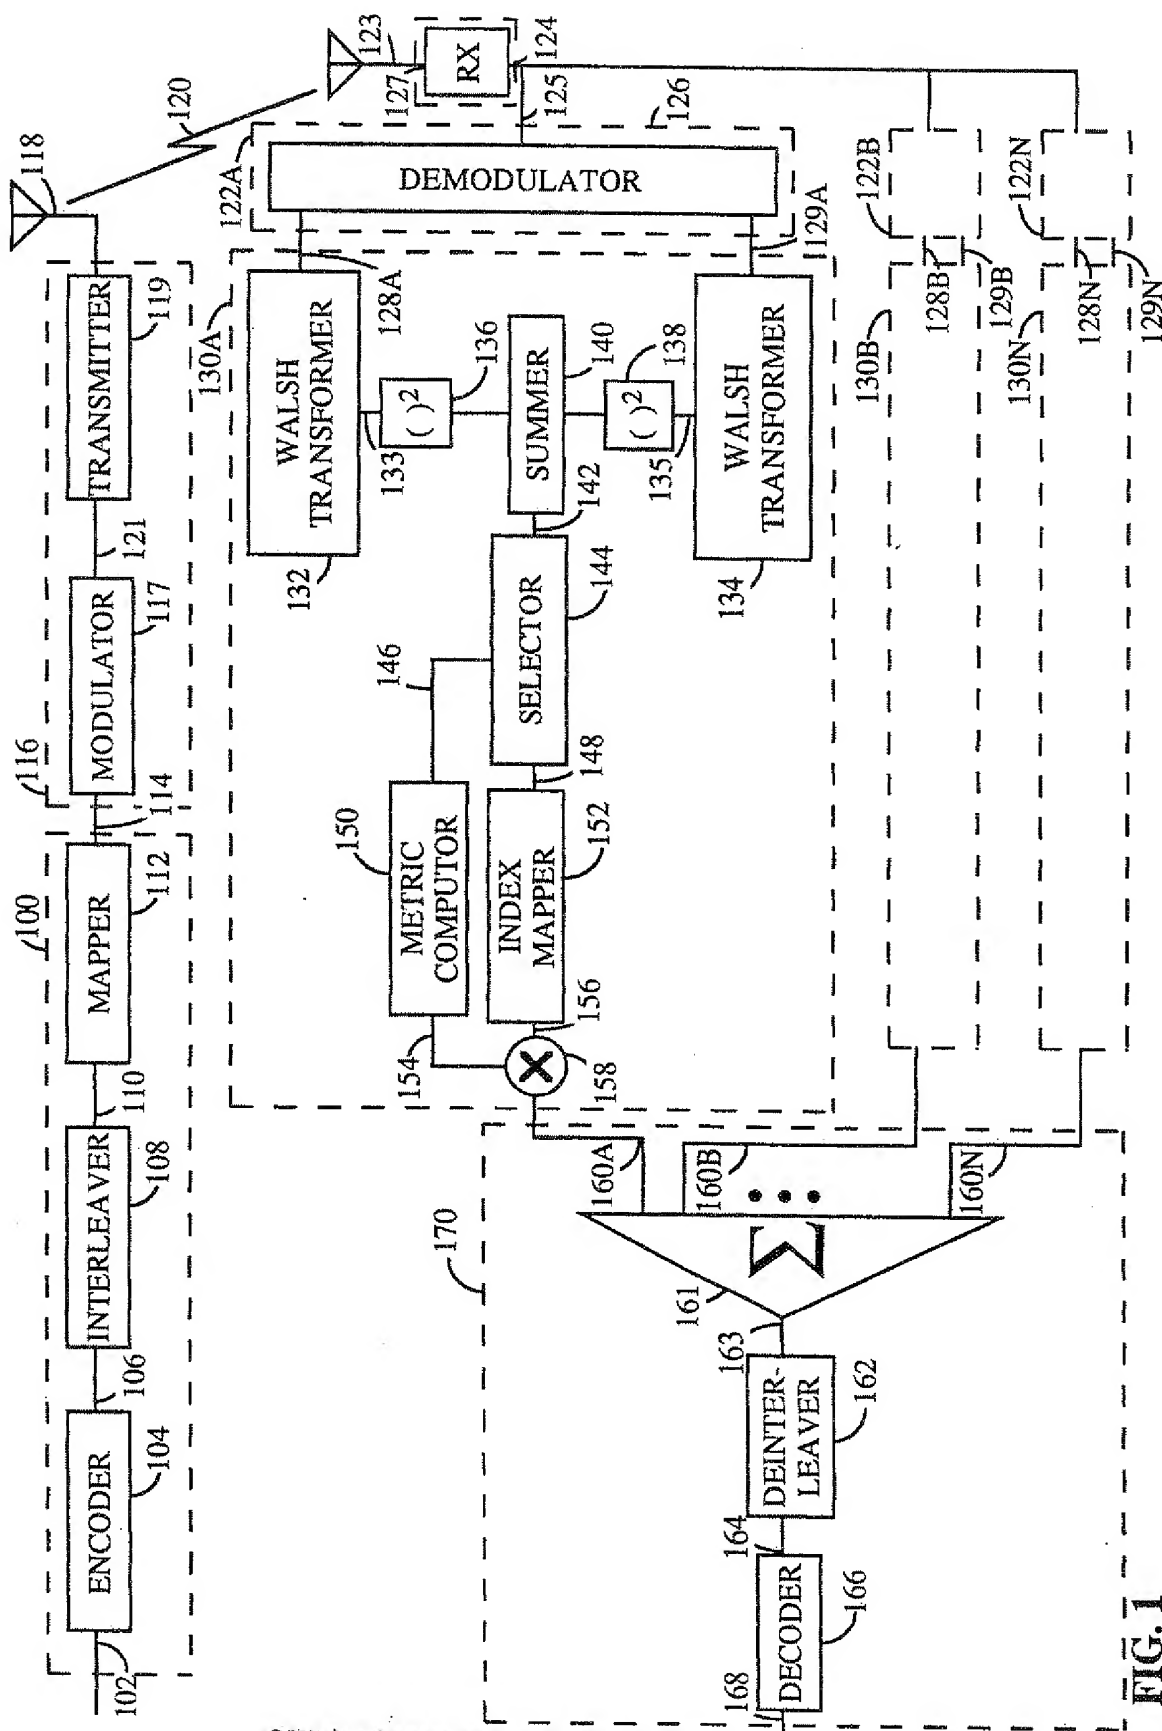 100
102
ENCODER
104
106
INTERLEAVER
108
110
MAPPER
112
114
116
MODULATOR
117
121
TRANSMITTER
119
118
120
123
127
RX
124
125
126
122A
DEMODULATOR
128A
129A
130A
WALSH
TRANSFORMER
132
133
( )²
136
SUMMER
140
( )²
138
135
WALSH
TRANSFORMER
134
142
SELECTOR
144
146
148
METRIC
COMPUTOR
150
INDEX
MAPPER
152
154
156
158
122B
128B
129B
130B
122N
128N
129N
130N
160A
160B
160N
170
Σ
161
163
DEINTER-
LEAVER
162
164
DECODER
166
168
FIG. 1